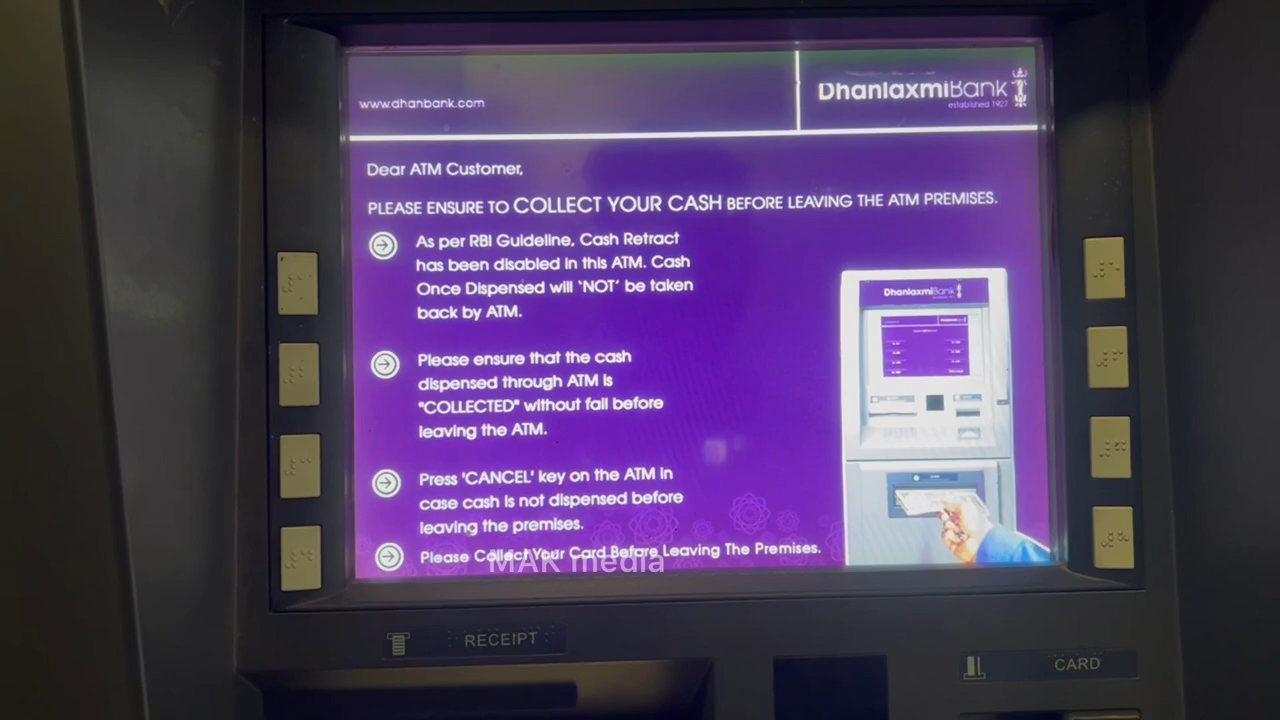 www.dhanbank.com
DhanlaxmiBank
established 1927
Dear ATM Customer,
PLEASE ENSURE TO COLLECT YOUR CASH BEFORE LEAVING THE ATM PREMISES.
As per RBI Guideline, Cash Retract
has been disabled in this ATM. Cash
Once Dispensed will 'NOT' be taken
back by ATM.
Please ensure that the cash
dispensed through ATM is
"COLLECTED" without fail before
leaving the ATM.
Press 'CANCEL' key on the ATM in
case cash is not dispensed before
leaving the premises.
Please Collect Your Card Before Leaving The Premises.
DhanlaxmiBank
MAK media
RECEIPT
CARD